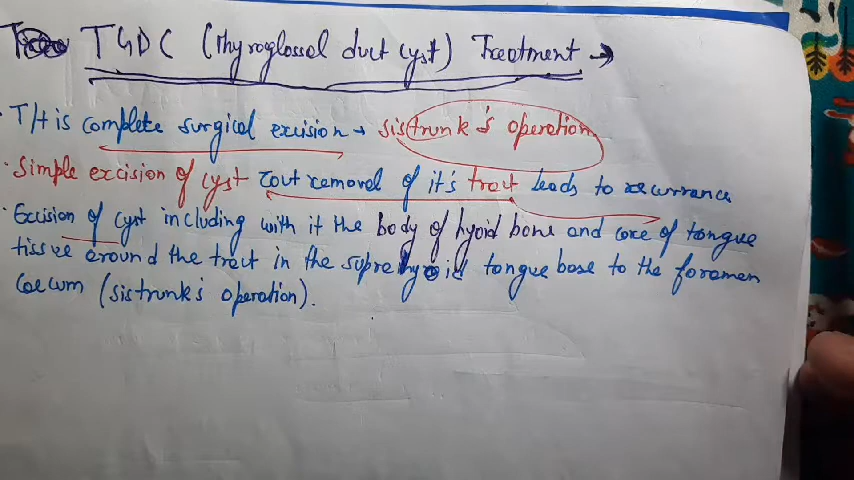 TGDC (Thyroglossal duct cyst) Treatment →
· T/t is complete surgical excision → sistrunk's operation
· Simple excision of cyst without removal of it's tract leads to recurrance
· Excision of cyst including with it the body of hyoid bone and core of tongue
tissue around the tract in the suprahyoid tongue base to the foramen
Coecum (sistrunk's operation).